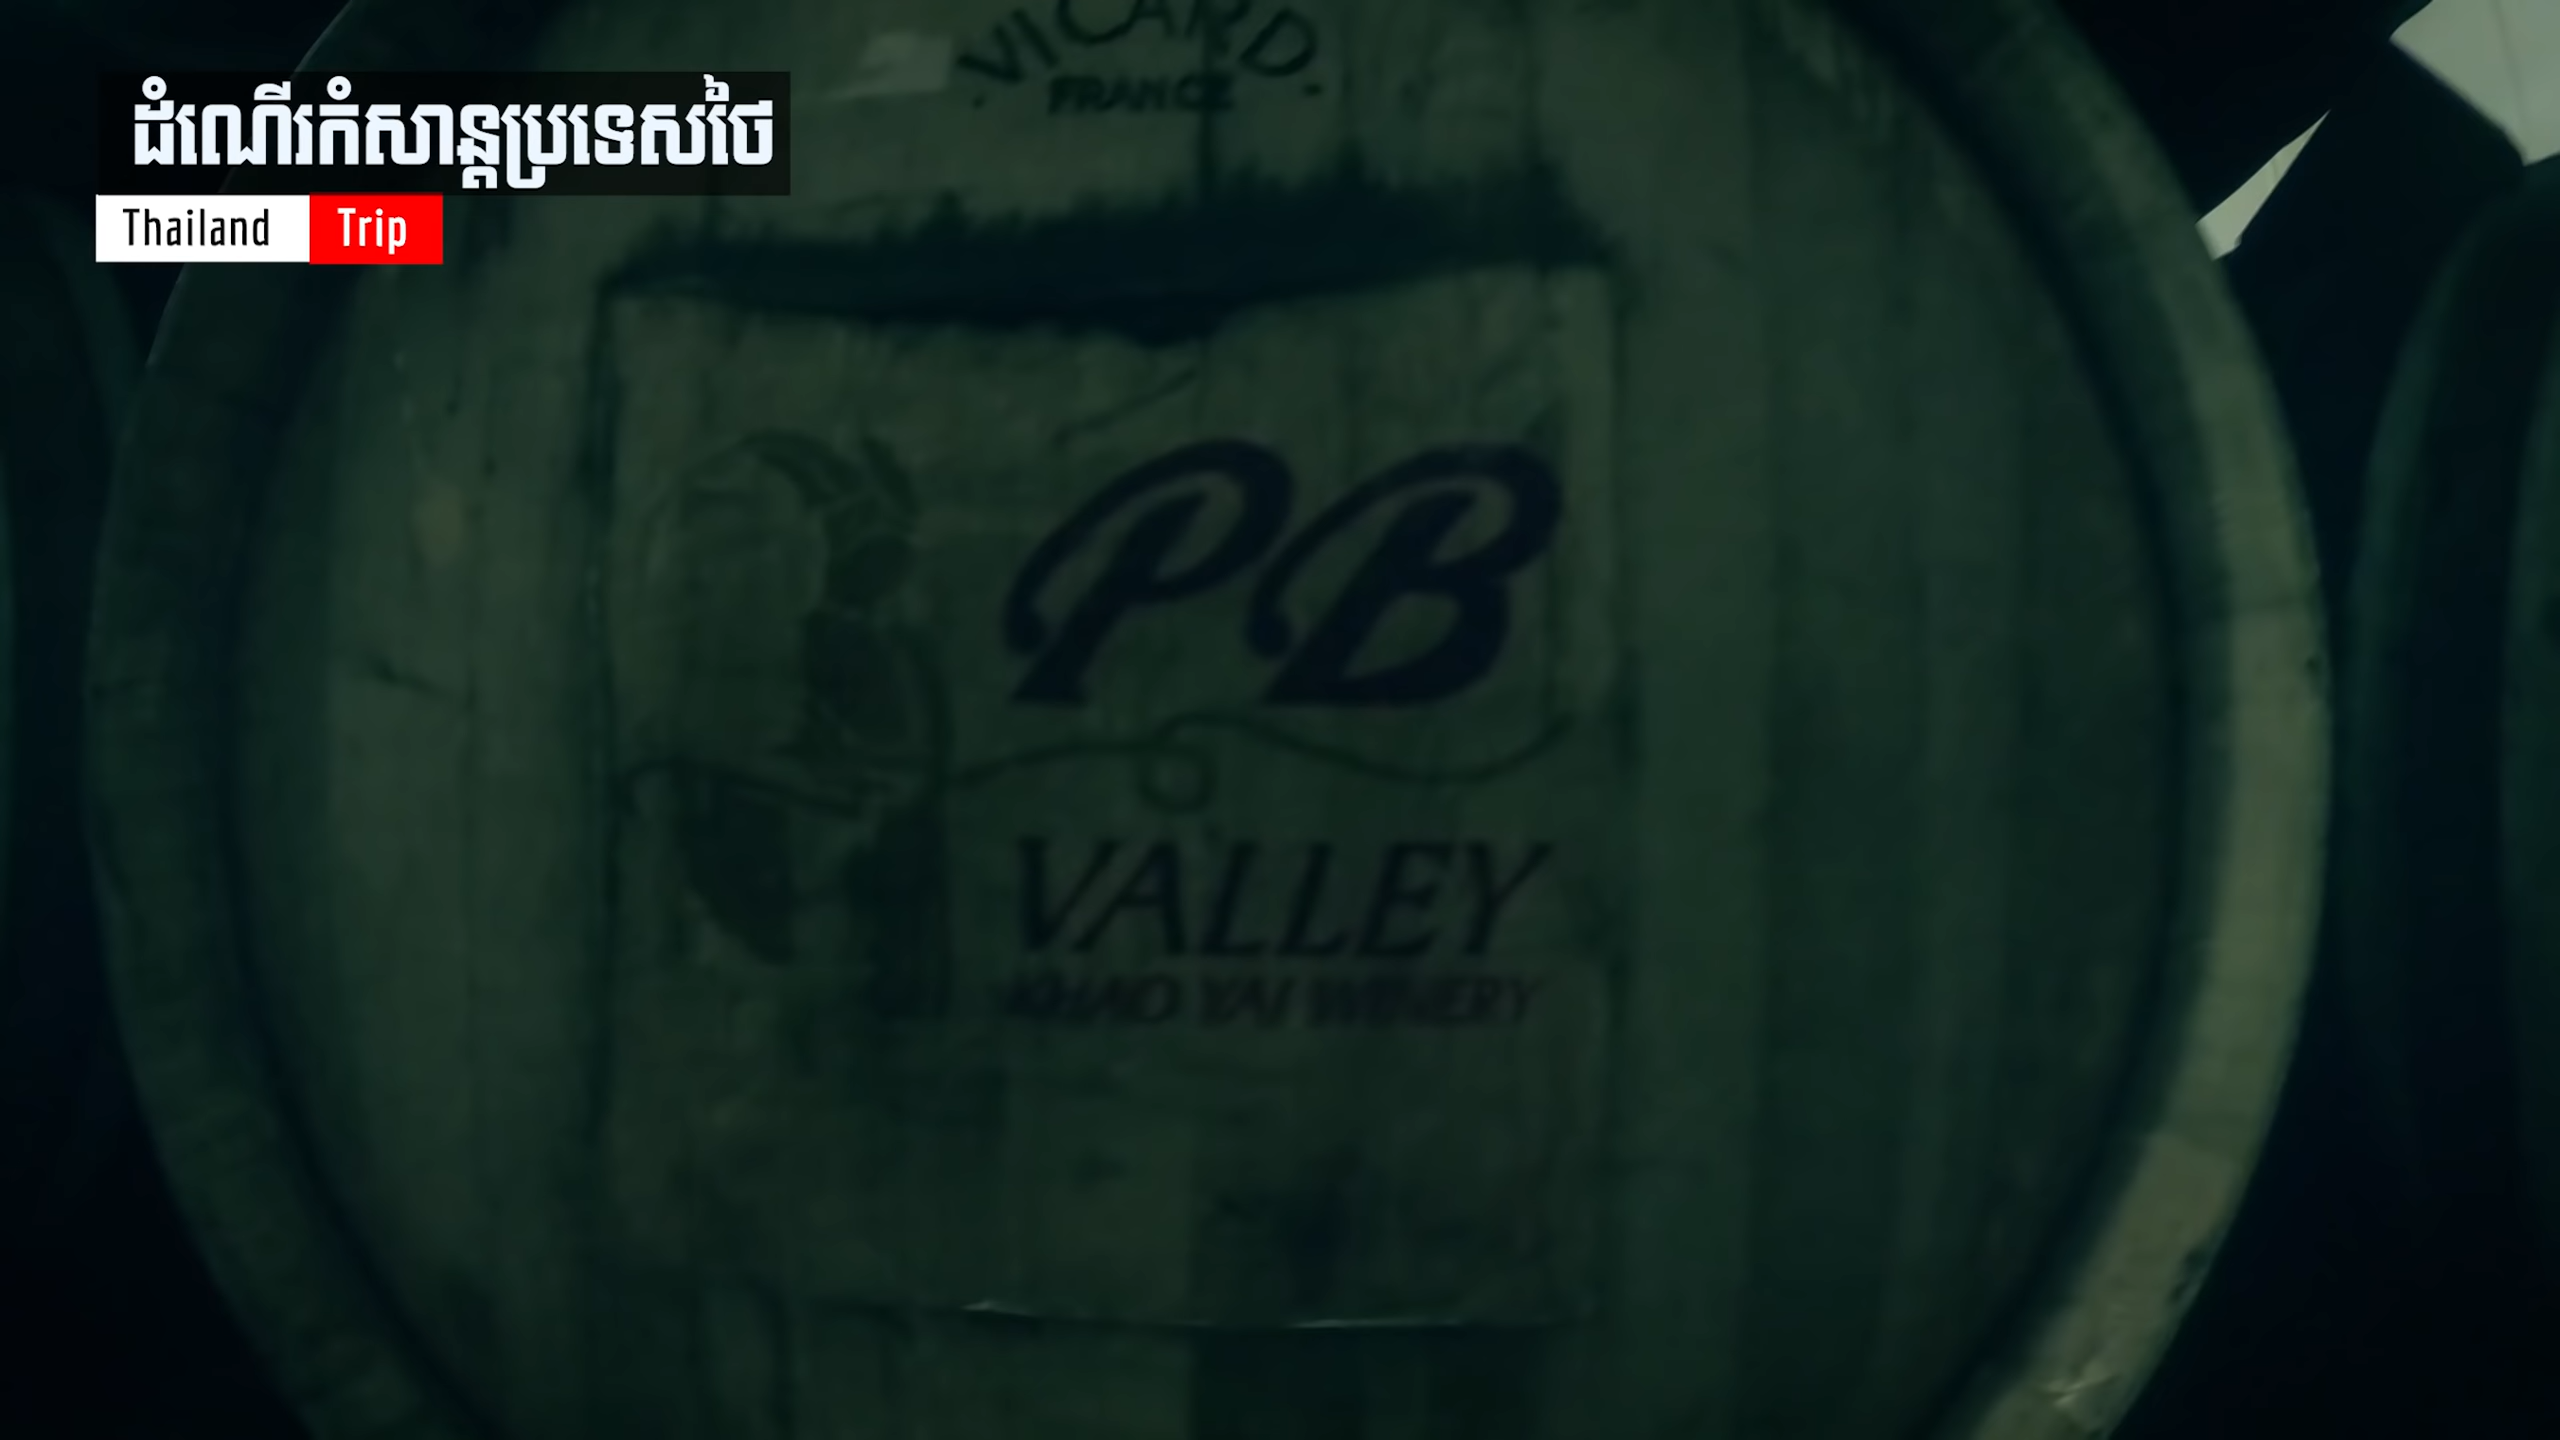 ដំណើរកំសាន្តប្រទេសថៃ
Thailand Trip
VICARD
FRANCE
PB
VALLEY
KHAO YAI WINERY